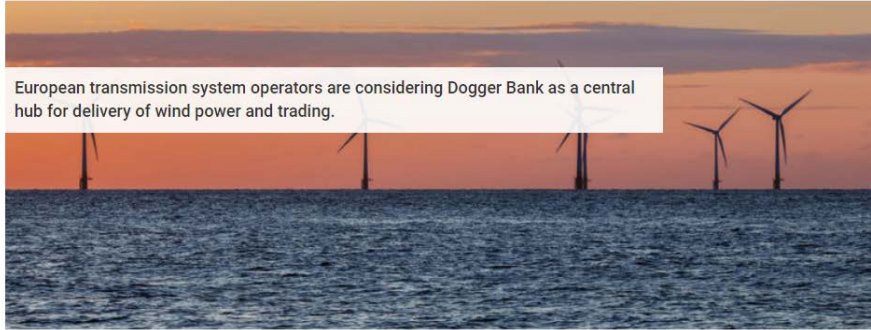 European transmission system operators are considering Dogger Bank as a central
hub for delivery of wind power and trading.